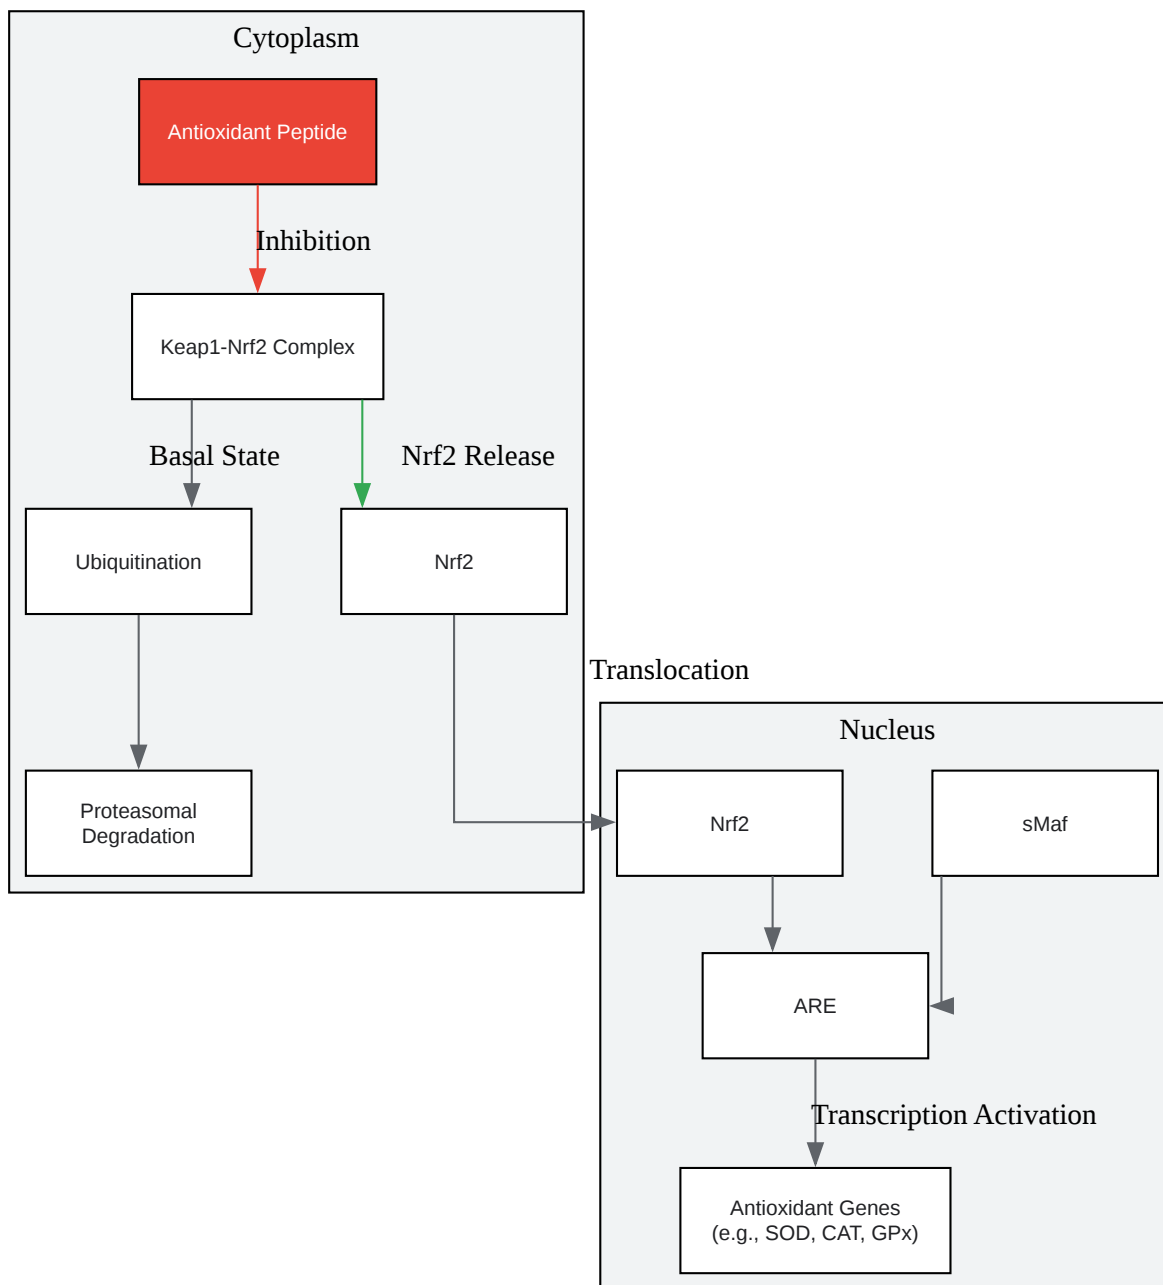 Cytoplasm
Antioxidant Peptide
Inhibition
Keap1-Nrf2 Complex
Basal State
Nrf2 Release
Ubiquitination
Nrf2
Translocation
Proteasomal
Degradation
Nucleus
Nrf2
sMaf
ARE
Transcription Activation
Antioxidant Genes
(e.g., SOD, CAT, GPx)